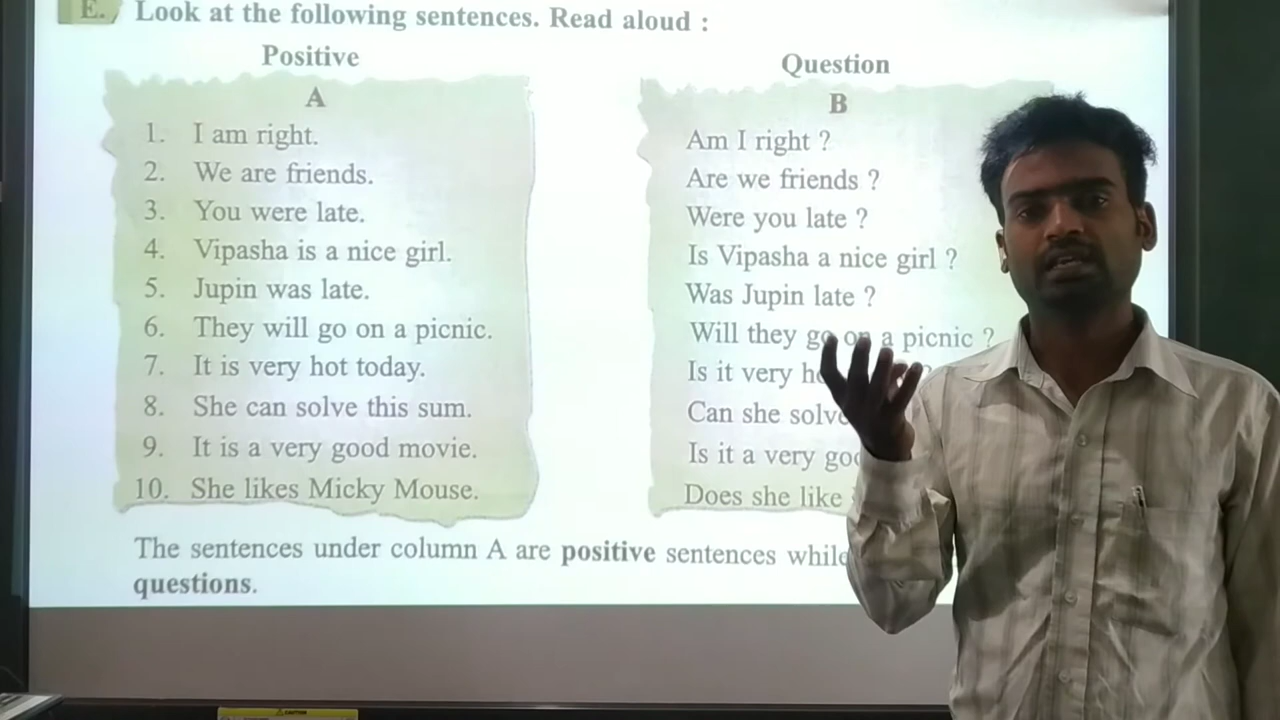 E. Look at the following sentences. Read aloud :
Positive
A
1. I am right.
2. We are friends.
3. You were late.
4. Vipasha is a nice girl.
5. Jupin was late.
6. They will go on a picnic.
7. It is very hot today.
8. She can solve this sum.
9. It is a very good movie.
10. She likes Micky Mouse.
Question
B
Am I right ?
Are we friends ?
Were you late ?
Is Vipasha a nice girl ?
Was Jupin late ?
Will they go on a picnic ?
Is it very
Can she
Is it a very
Does she like
The sentences under column A are positive sentences while
questions.
CAUTION